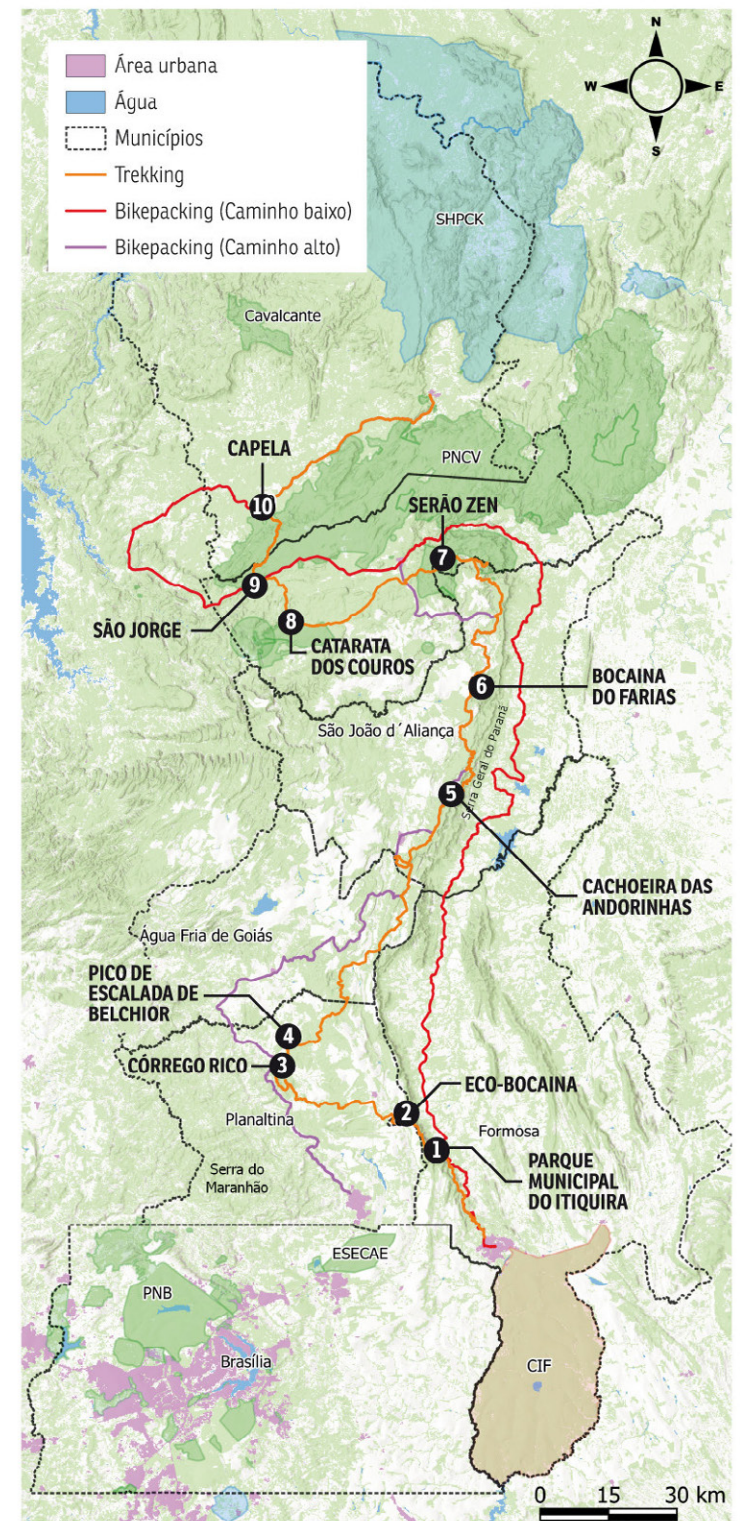 Área urbana
Água
Municípios
Trekking
Bikepacking (Caminho baixo)
Bikepacking (Caminho alto)
N
W
E
S
SHPCK
Cavalcante
CAPELA
PNCV
10
SERÃO ZEN
7
9
SÃO JORGE
8
CATARATA
DOS COUROS
6
BOCAINA
DO FARIAS
São João d´Aliança
Serra Geral do Paranã
5
CACHOEIRA DAS
ANDORINHAS
Água Fria de Goiás
PICO DE
ESCALADA DE
BELCHIOR
4
CÓRREGO RICO
3
ECO-BOCAINA
2
Planaltina
Formosa
1
PARQUE
MUNICIPAL
DO ITIQUIRA
Serra do
Maranhão
ESECAE
PNB
Brasília
CIF
0 15 30 km